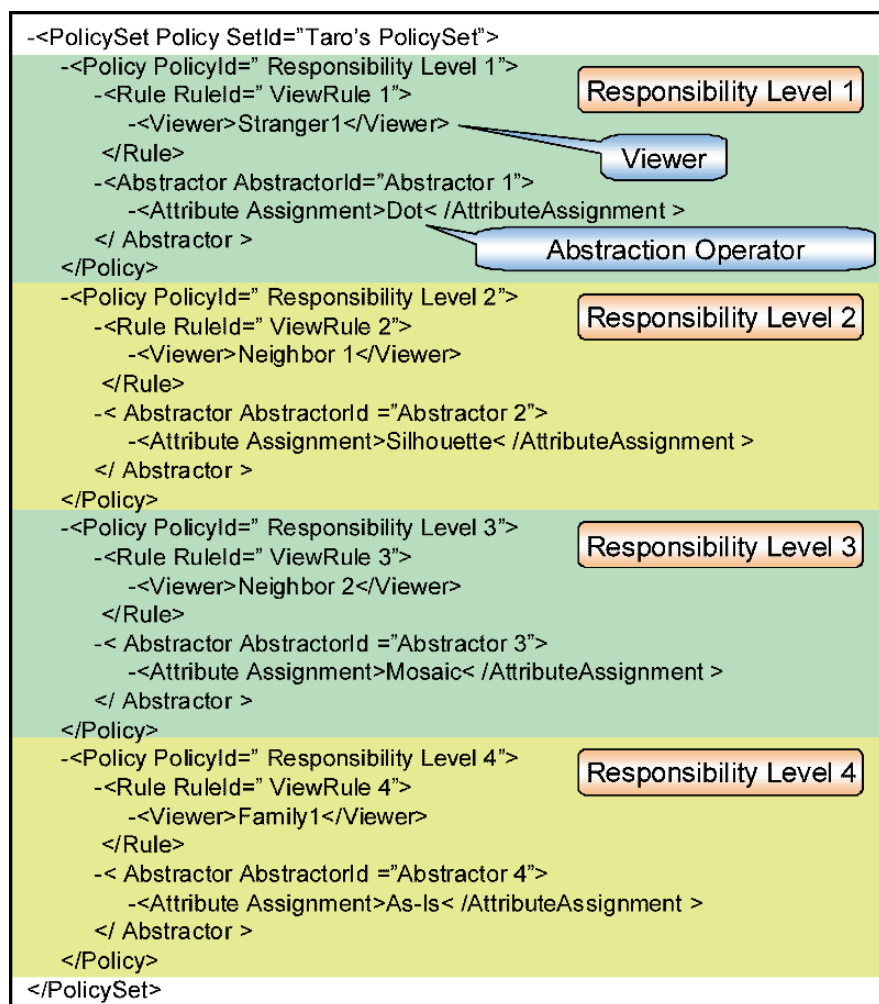 -<PolicySet Policy SetId=”Taro’s PolicySet”>
-<Policy PolicyId=” Responsibility Level 1”>
Responsibility Level 1
-<Rule RuleId=” ViewRule 1”>
-<Viewer>Stranger1</Viewer>
Viewer
</Rule>
-<Abstractor AbstractorId=”Abstractor 1”>
-<Attribute Assignment>Dot< /AttributeAssignment >
</ Abstractor >
Abstraction Operator
</Policy>
-<Policy PolicyId=” Responsibility Level 2”>
Responsibility Level 2
-<Rule RuleId=” ViewRule 2”>
-<Viewer>Neighbor 1</Viewer>
</Rule>
-< Abstractor AbstractorId =”Abstractor 2”>
-<Attribute Assignment>Silhouette< /AttributeAssignment >
</ Abstractor >
</Policy>
-<Policy PolicyId=” Responsibility Level 3”>
Responsibility Level 3
-<Rule RuleId=” ViewRule 3”>
-<Viewer>Neighbor 2</Viewer>
</Rule>
-< Abstractor AbstractorId =”Abstractor 3”>
-<Attribute Assignment>Mosaic< /AttributeAssignment >
</ Abstractor >
</Policy>
-<Policy PolicyId=” Responsibility Level 4”>
Responsibility Level 4
-<Rule RuleId=” ViewRule 4”>
-<Viewer>Family1</Viewer>
</Rule>
-< Abstractor AbstractorId =”Abstractor 4”>
-<Attribute Assignment>As-Is< /AttributeAssignment >
</ Abstractor >
</Policy>
</PolicySet>